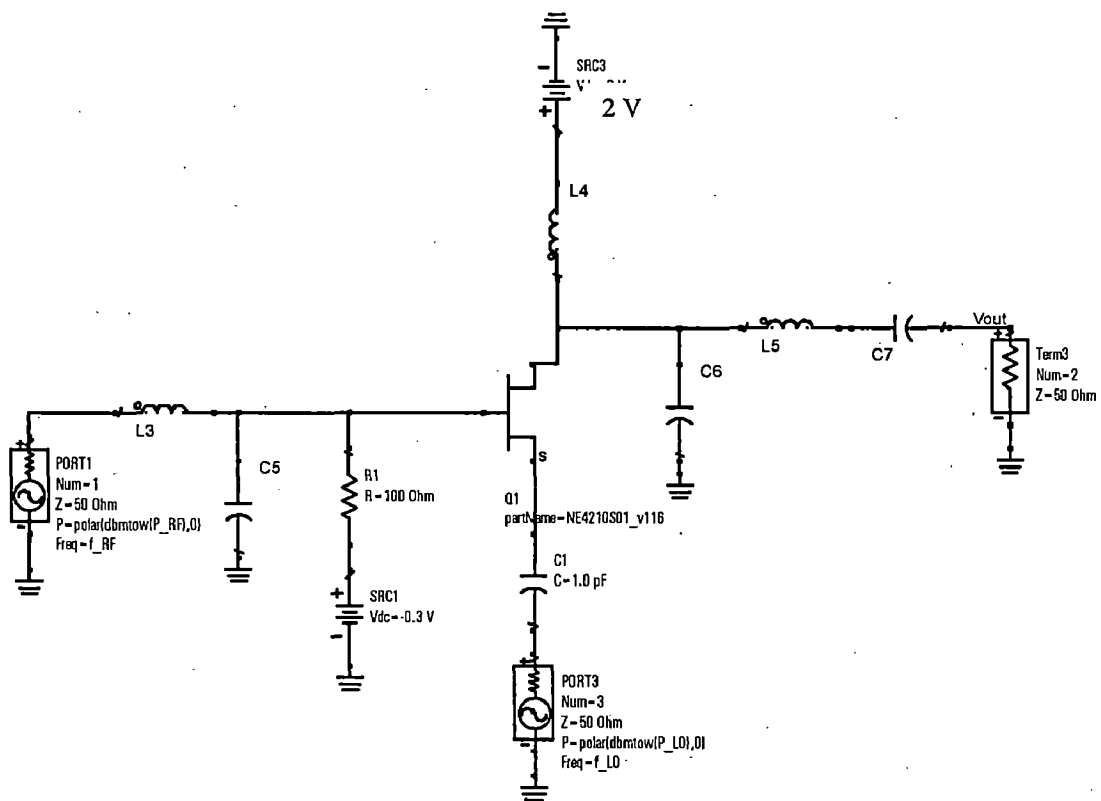 SRC3
2 V
L4
Vout
L5
C7
Term3
Num=2
Z=50 Ohm
C6
L3
C5
S
PORT1
Num=1
Z=50 Ohm
P=polar(dbmtow(P_RF),0)
Freq=f_RF
R1
R=100 Ohm
Q1
partName=NE4210S01_v116
C1
C=1.0 pF
SRC1
Vdc=-0.3 V
PORT3
Num=3
Z=50 Ohm
P=polar(dbmtow(P_LO),0)
Freq=f_LO